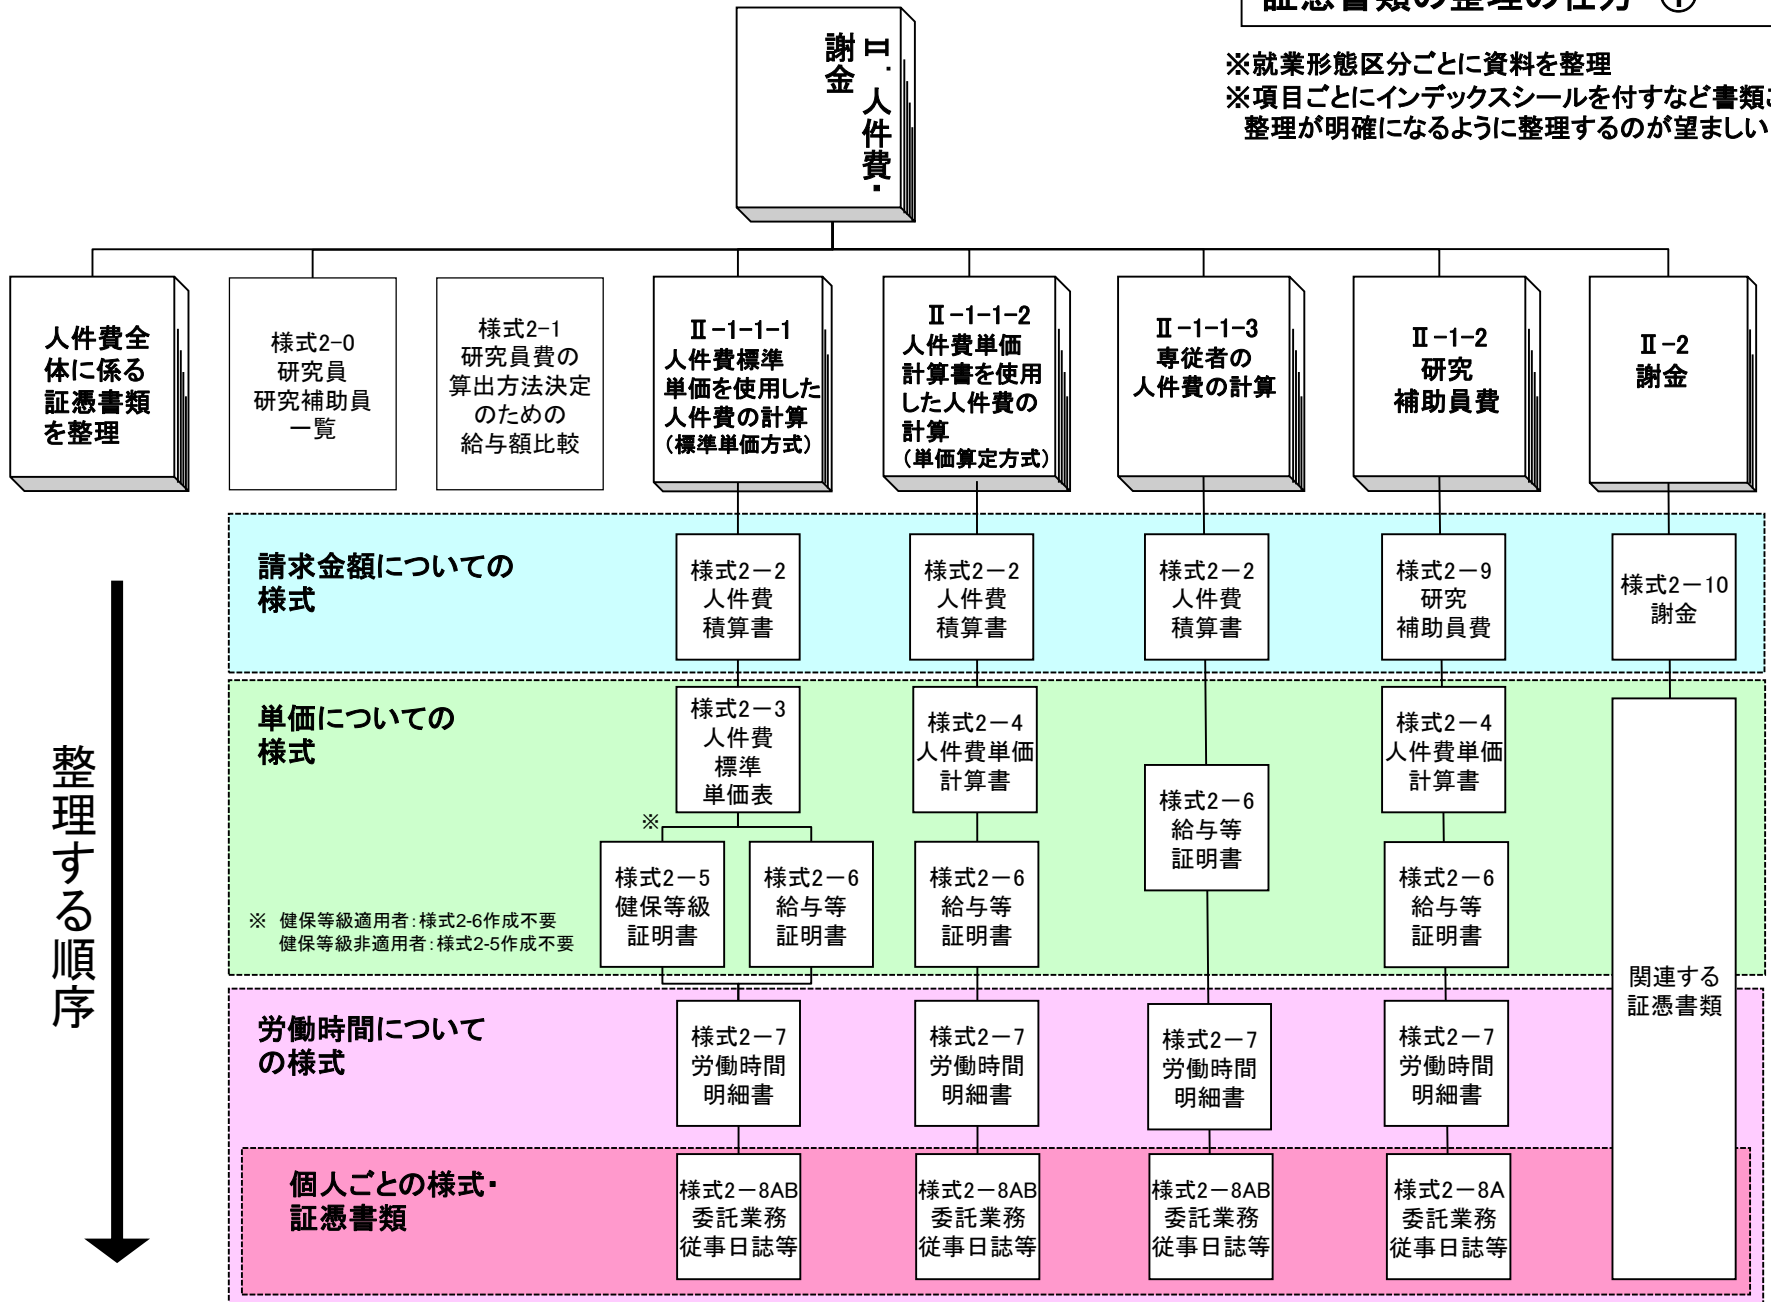 証憑書類の整理の仕方 ①
※就業形態区分ごとに資料を整理
※項目ごとにインデックスシールを付すなど書類
整理が明確になるように整理するのが望ましい
Ⅱ．人件費・
謝金
人件費全
体に係る
証憑書類
を整理
様式2-0
研究員
研究補助員
一覧
様式2-1
研究員費の
算出方法決定
のための
給与額比較
Ⅱ-1-1-1
人件費標準
単価を使用した
人件費の計算
(標準単価方式)
Ⅱ-1-1-2
人件費単価
計算書を使用
した人件費の
計算
(単価算定方式)
Ⅱ-1-1-3
専従者の
人件費の計算
Ⅱ-1-2
研究
補助員費
Ⅱ-2
謝金
整理する順序
請求金額についての
様式
様式2－2
人件費
積算書
様式2－2
人件費
積算書
様式2－2
人件費
積算書
様式2－9
研究
補助員費
様式2－10
謝金
単価についての
様式
様式2－3
人件費
標準
単価表
様式2－4
人件費単価
計算書
様式2－6
給与等
証明書
様式2－4
人件費単価
計算書
※
様式2－5
健保等級
証明書
様式2－6
給与等
証明書
様式2－6
給与等
証明書
様式2－6
給与等
証明書
※ 健保等級適用者：様式2-6作成不要
健保等級非適用者：様式2-5作成不要
関連する
証憑書類
労働時間について
の様式
様式2－7
労働時間
明細書
様式2－7
労働時間
明細書
様式2－7
労働時間
明細書
様式2－7
労働時間
明細書
個人ごとの様式・
証憑書類
様式2－8AB
委託業務
従事日誌等
様式2－8AB
委託業務
従事日誌等
様式2－8AB
委託業務
従事日誌等
様式2－8A
委託業務
従事日誌等